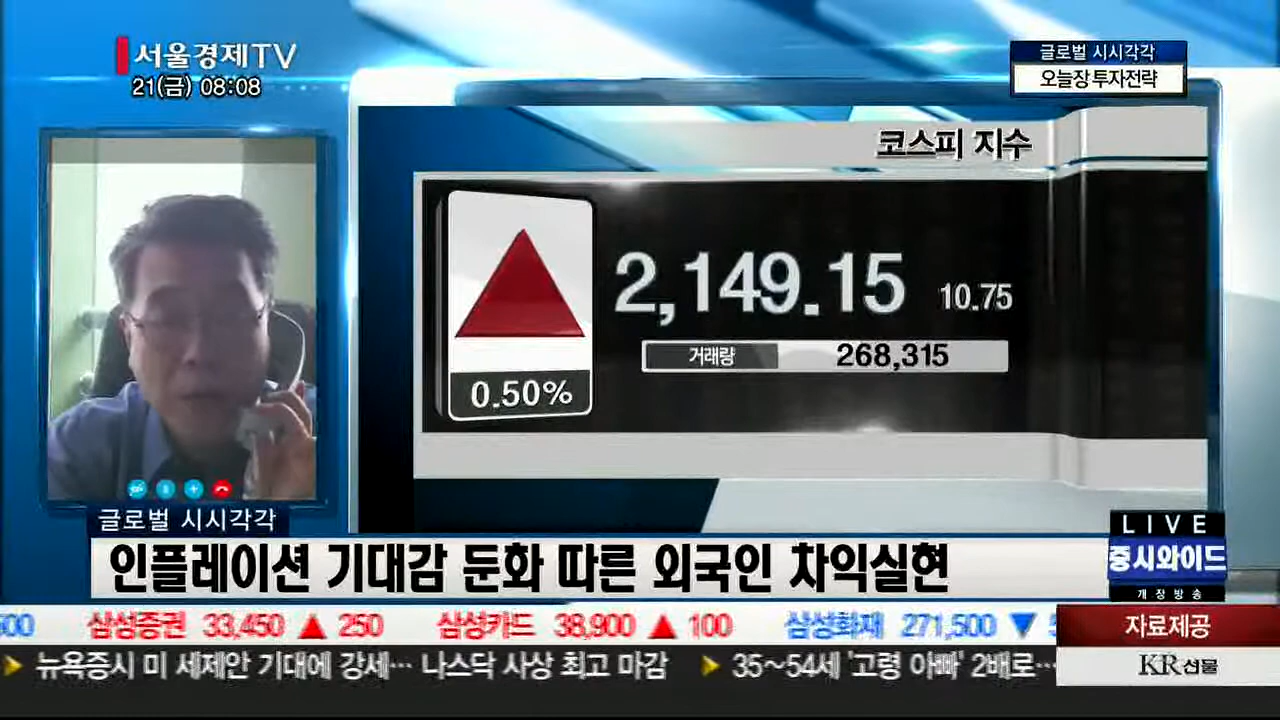 서울경제TV
21(금) 08:08
글로벌 시시각각
오늘장 투자전략
코스피 지수
2,149.15 10.75
0.50%
거래량 268,315
글로벌 시시각각
인플레이션 기대감 둔화 따른 외국인 차익실현
LIVE
증시와이드
개장방송
삼성증권 33,450 ▲ 250 삼성카드 38,900 ▲ 100 삼성화재 271,500 ▼
자료제공
KR선물
뉴욕증시 미 세제안 기대에 강세… 나스닥 사상 최고 마감 35~54세 '고령 아빠' 2배로…